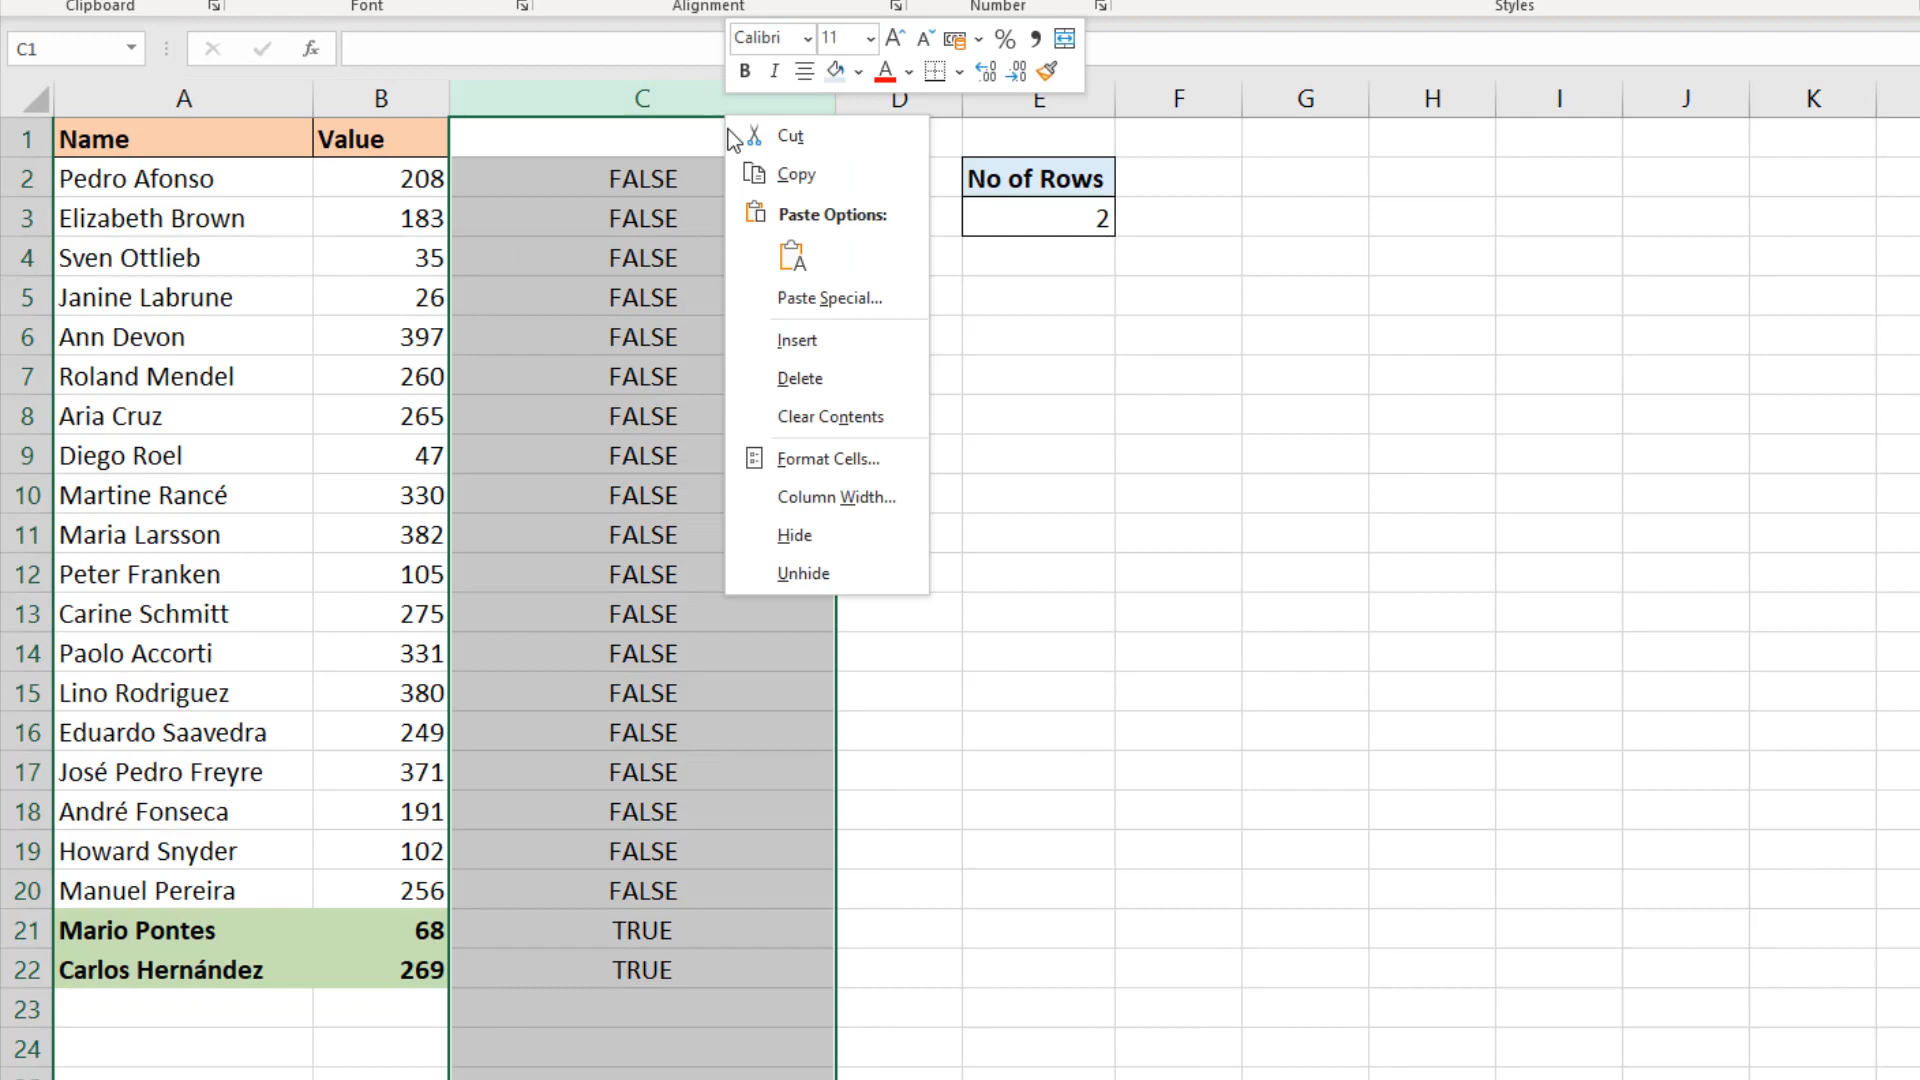 Clipboard Font Alignment Number Styles
C1 fx Calibri 11 A^ A˅ % 9
B I A
A B C D E F G H I J K
1 Name Value
2 Pedro Afonso 208 FALSE No of Rows
3 Elizabeth Brown 183 FALSE 2
4 Sven Ottlieb 35 FALSE
5 Janine Labrune 26 FALSE
6 Ann Devon 397 FALSE
7 Roland Mendel 260 FALSE
8 Aria Cruz 265 FALSE
9 Diego Roel 47 FALSE
10 Martine Rancé 330 FALSE
11 Maria Larsson 382 FALSE
12 Peter Franken 105 FALSE
13 Carine Schmitt 275 FALSE
14 Paolo Accorti 331 FALSE
15 Lino Rodriguez 380 FALSE
16 Eduardo Saavedra 249 FALSE
17 José Pedro Freyre 371 FALSE
18 André Fonseca 191 FALSE
19 Howard Snyder 102 FALSE
20 Manuel Pereira 256 FALSE
21 Mario Pontes 68 TRUE
22 Carlos Hernández 269 TRUE
23
24
Cut
Copy
Paste Options:
Paste Special...
Insert
Delete
Clear Contents
Format Cells...
Column Width...
Hide
Unhide